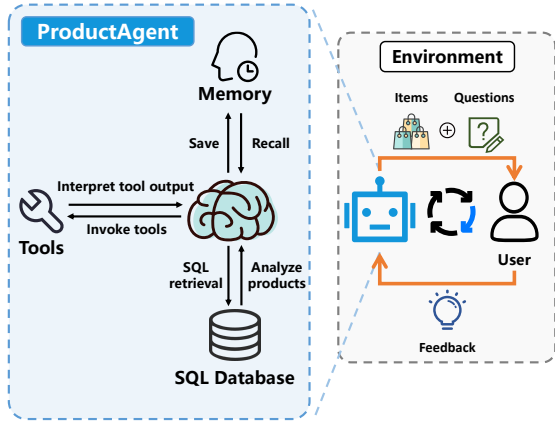 ProductAgent
Memory
Save
Recall
Interpret tool output
Invoke tools
Tools
SQL
retrieval
Analyze
products
SQL Database
Environment
Items
Questions
User
Feedback